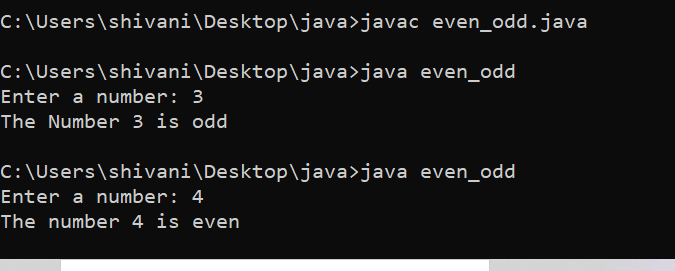 C:\Users\shivani\Desktop\java>javac even_odd.java
C:\Users\shivani\Desktop\java>java even_odd
Enter a number: 3
The Number 3 is odd
C:\Users\shivani\Desktop\java>java even_odd
Enter a number: 4
The number 4 is even